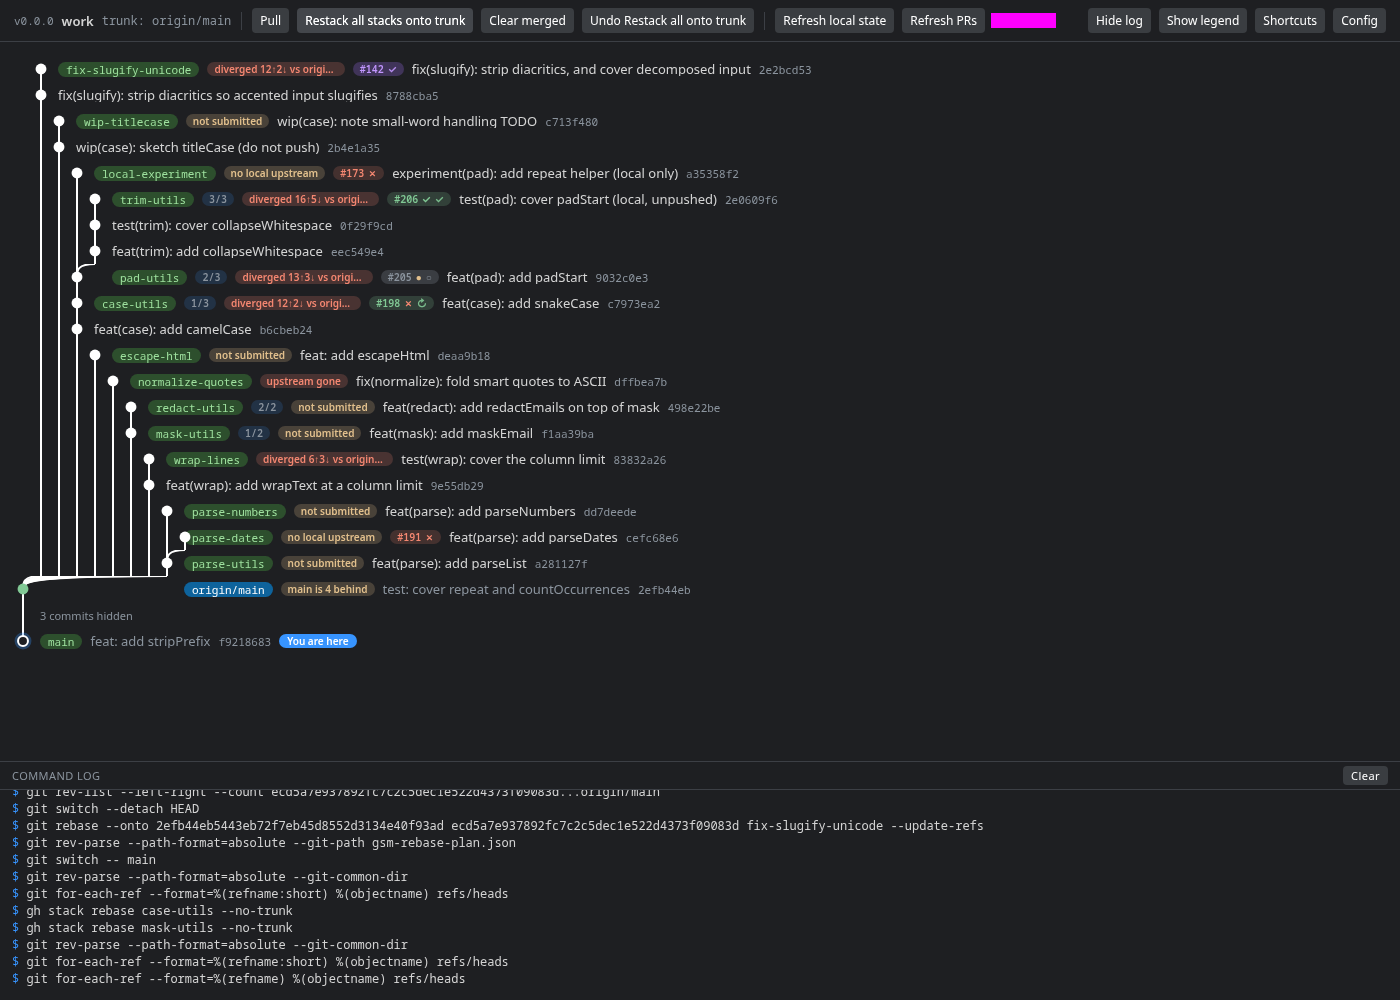 v0.0.0 work trunk: origin/main Pull Restack all stacks onto trunk Clear merged Undo Restack all onto trunk Refresh local state Refresh PRs Hide log Show legend Shortcuts Config
fix-slugify-unicode diverged 12↑2↓ vs origi... #142 ✓ fix(slugify): strip diacritics, and cover decomposed input 2e2bcd53
fix(slugify): strip diacritics so accented input slugifies 8788cba5
wip-titlecase not submitted wip(case): note small-word handling TODO c713f480
wip(case): sketch titleCase (do not push) 2b4e1a35
local-experiment no local upstream #173 × experiment(pad): add repeat helper (local only) a35358f2
trim-utils 3/3 diverged 16↑5↓ vs origi... #206 ✓ ✓ test(pad): cover padStart (local, unpushed) 2e0609f6
test(trim): cover collapseWhitespace 0f29f9cd
feat(trim): add collapseWhitespace eec549e4
pad-utils 2/3 diverged 13↑3↓ vs origi... #205 feat(pad): add padStart 9032c0e3
case-utils 1/3 diverged 12↑2↓ vs origi... #198 × feat(case): add snakeCase c7973ea2
feat(case): add camelCase b6cbeb24
escape-html not submitted feat: add escapeHtml deaa9b18
normalize-quotes upstream gone fix(normalize): fold smart quotes to ASCII dffbea7b
redact-utils 2/2 not submitted feat(redact): add redactEmails on top of mask 498e22be
mask-utils 1/2 not submitted feat(mask): add maskEmail f1aa39ba
wrap-lines diverged 6↑3↓ vs origin... test(wrap): cover the column limit 83832a26
feat(wrap): add wrapText at a column limit 9e55db29
parse-numbers not submitted feat(parse): add parseNumbers dd7deede
parse-dates no local upstream #191 × feat(parse): add parseDates cefc68e6
parse-utils not submitted feat(parse): add parseList a281127f
origin/main main is 4 behind test: cover repeat and countOccurrences 2efb44eb
3 commits hidden
main feat: add stripPrefix f9218683 You are here
COMMAND LOG Clear
$ git rev-list --left-right --count ecd5a7e937892fc7c2c5dec1e522d4373f09083d...origin/main
$ git switch --detach HEAD
$ git rebase --onto 2efb44eb5443eb72f7eb45d8552d3134e40f93ad ecd5a7e937892fc7c2c5dec1e522d4373f09083d fix-slugify-unicode --update-refs
$ git rev-parse --path-format=absolute --git-path gsm-rebase-plan.json
$ git switch -- main
$ git rev-parse --path-format=absolute --git-common-dir
$ git for-each-ref --format=%(refname:short) %(objectname) refs/heads
$ gh stack rebase case-utils --no-trunk
$ gh stack rebase mask-utils --no-trunk
$ git rev-parse --path-format=absolute --git-common-dir
$ git for-each-ref --format=%(refname:short) %(objectname) refs/heads
$ git for-each-ref --format=%(refname) %(objectname) refs/heads